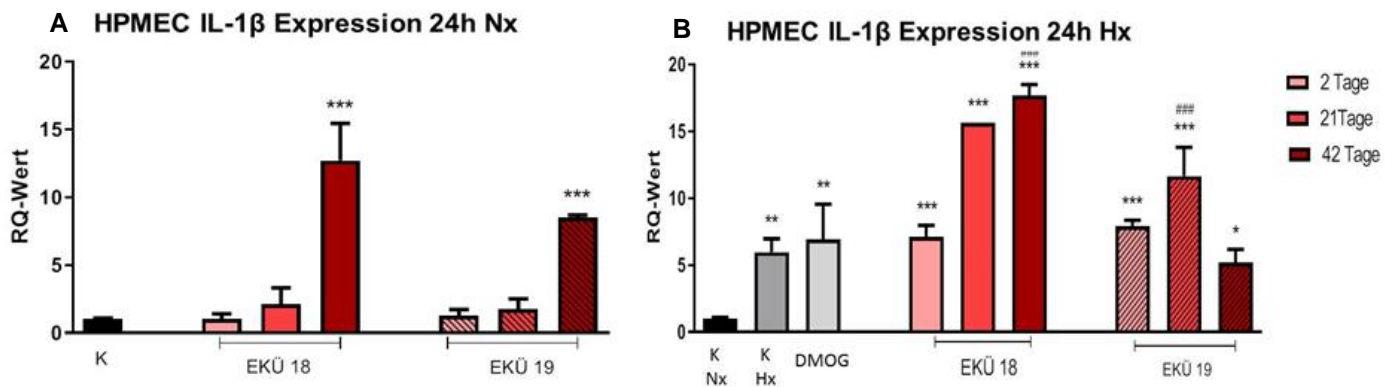 A HPMEC IL-1β Expression 24h Nx
RQ-Wert
20
15
10
5
0
***
***
K
EKÜ 18
EKÜ 19
B HPMEC IL-1β Expression 24h Hx
RQ-Wert
20
15
10
5
0
**
**
***
***
###
***
***
###
***
*
K
Nx
K
Hx
DMOG
EKÜ 18
EKÜ 19
2 Tage
21Tage
42 Tage